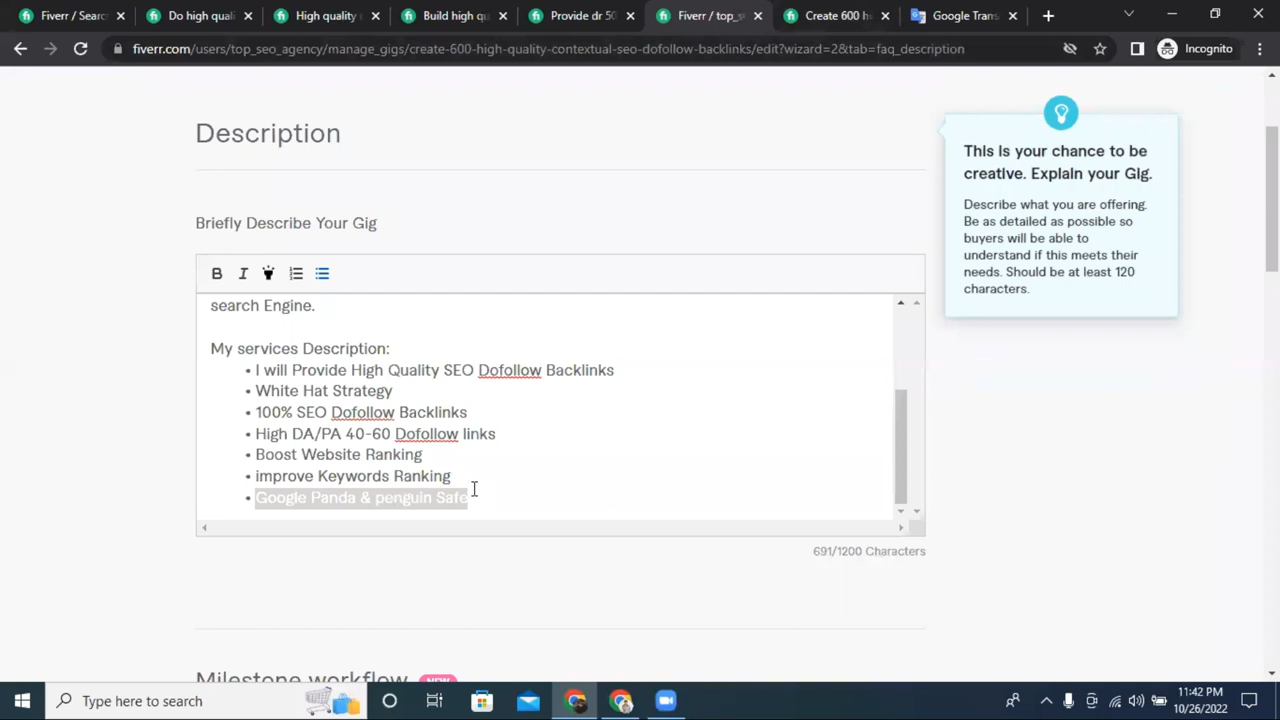 Fiverr / Searc
Do high quali
High quality
Build high qu
Provide dr 50
Fiverr / top_s
Create 600 h
Google Trans
fiverr.com/users/top_seo_agency/manage_gigs/create-600-high-quality-contextual-seo-dofollow-backlinks/edit?wizard=2&tab=faq_description
Incognito
Description
This is your chance to be
creative. Explain your Gig.
Describe what you are offering.
Be as detailed as possible so
buyers will be able to
understand if this meets their
needs. Should be at least 120
characters.
Briefly Describe Your Gig
B I
search Engine.
My services Description:
• I will Provide High Quality SEO Dofollow Backlinks
• White Hat Strategy
• 100% SEO Dofollow Backlinks
• High DA/PA 40-60 Dofollow links
• Boost Website Ranking
• improve Keywords Ranking
• Google Panda & penguin Safe
691/1200 Characters
Milestone workflow NEW
Type here to search
11:42 PM
10/26/2022